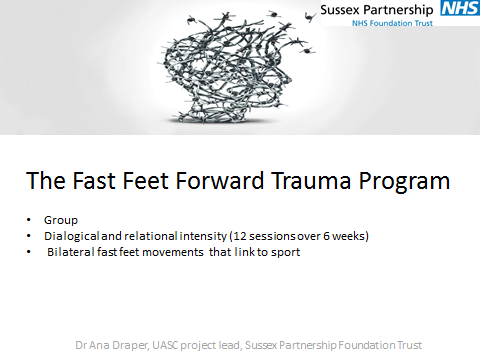 Sussex Partnership NHS
NHS Foundation Trust
The Fast Feet Forward Trauma Program
• Group
• Dialogical and relational intensity (12 sessions over 6 weeks)
• Bilateral fast feet movements that link to sport
Dr Ana Draper, UASC project lead, Sussex Partnership Foundation Trust